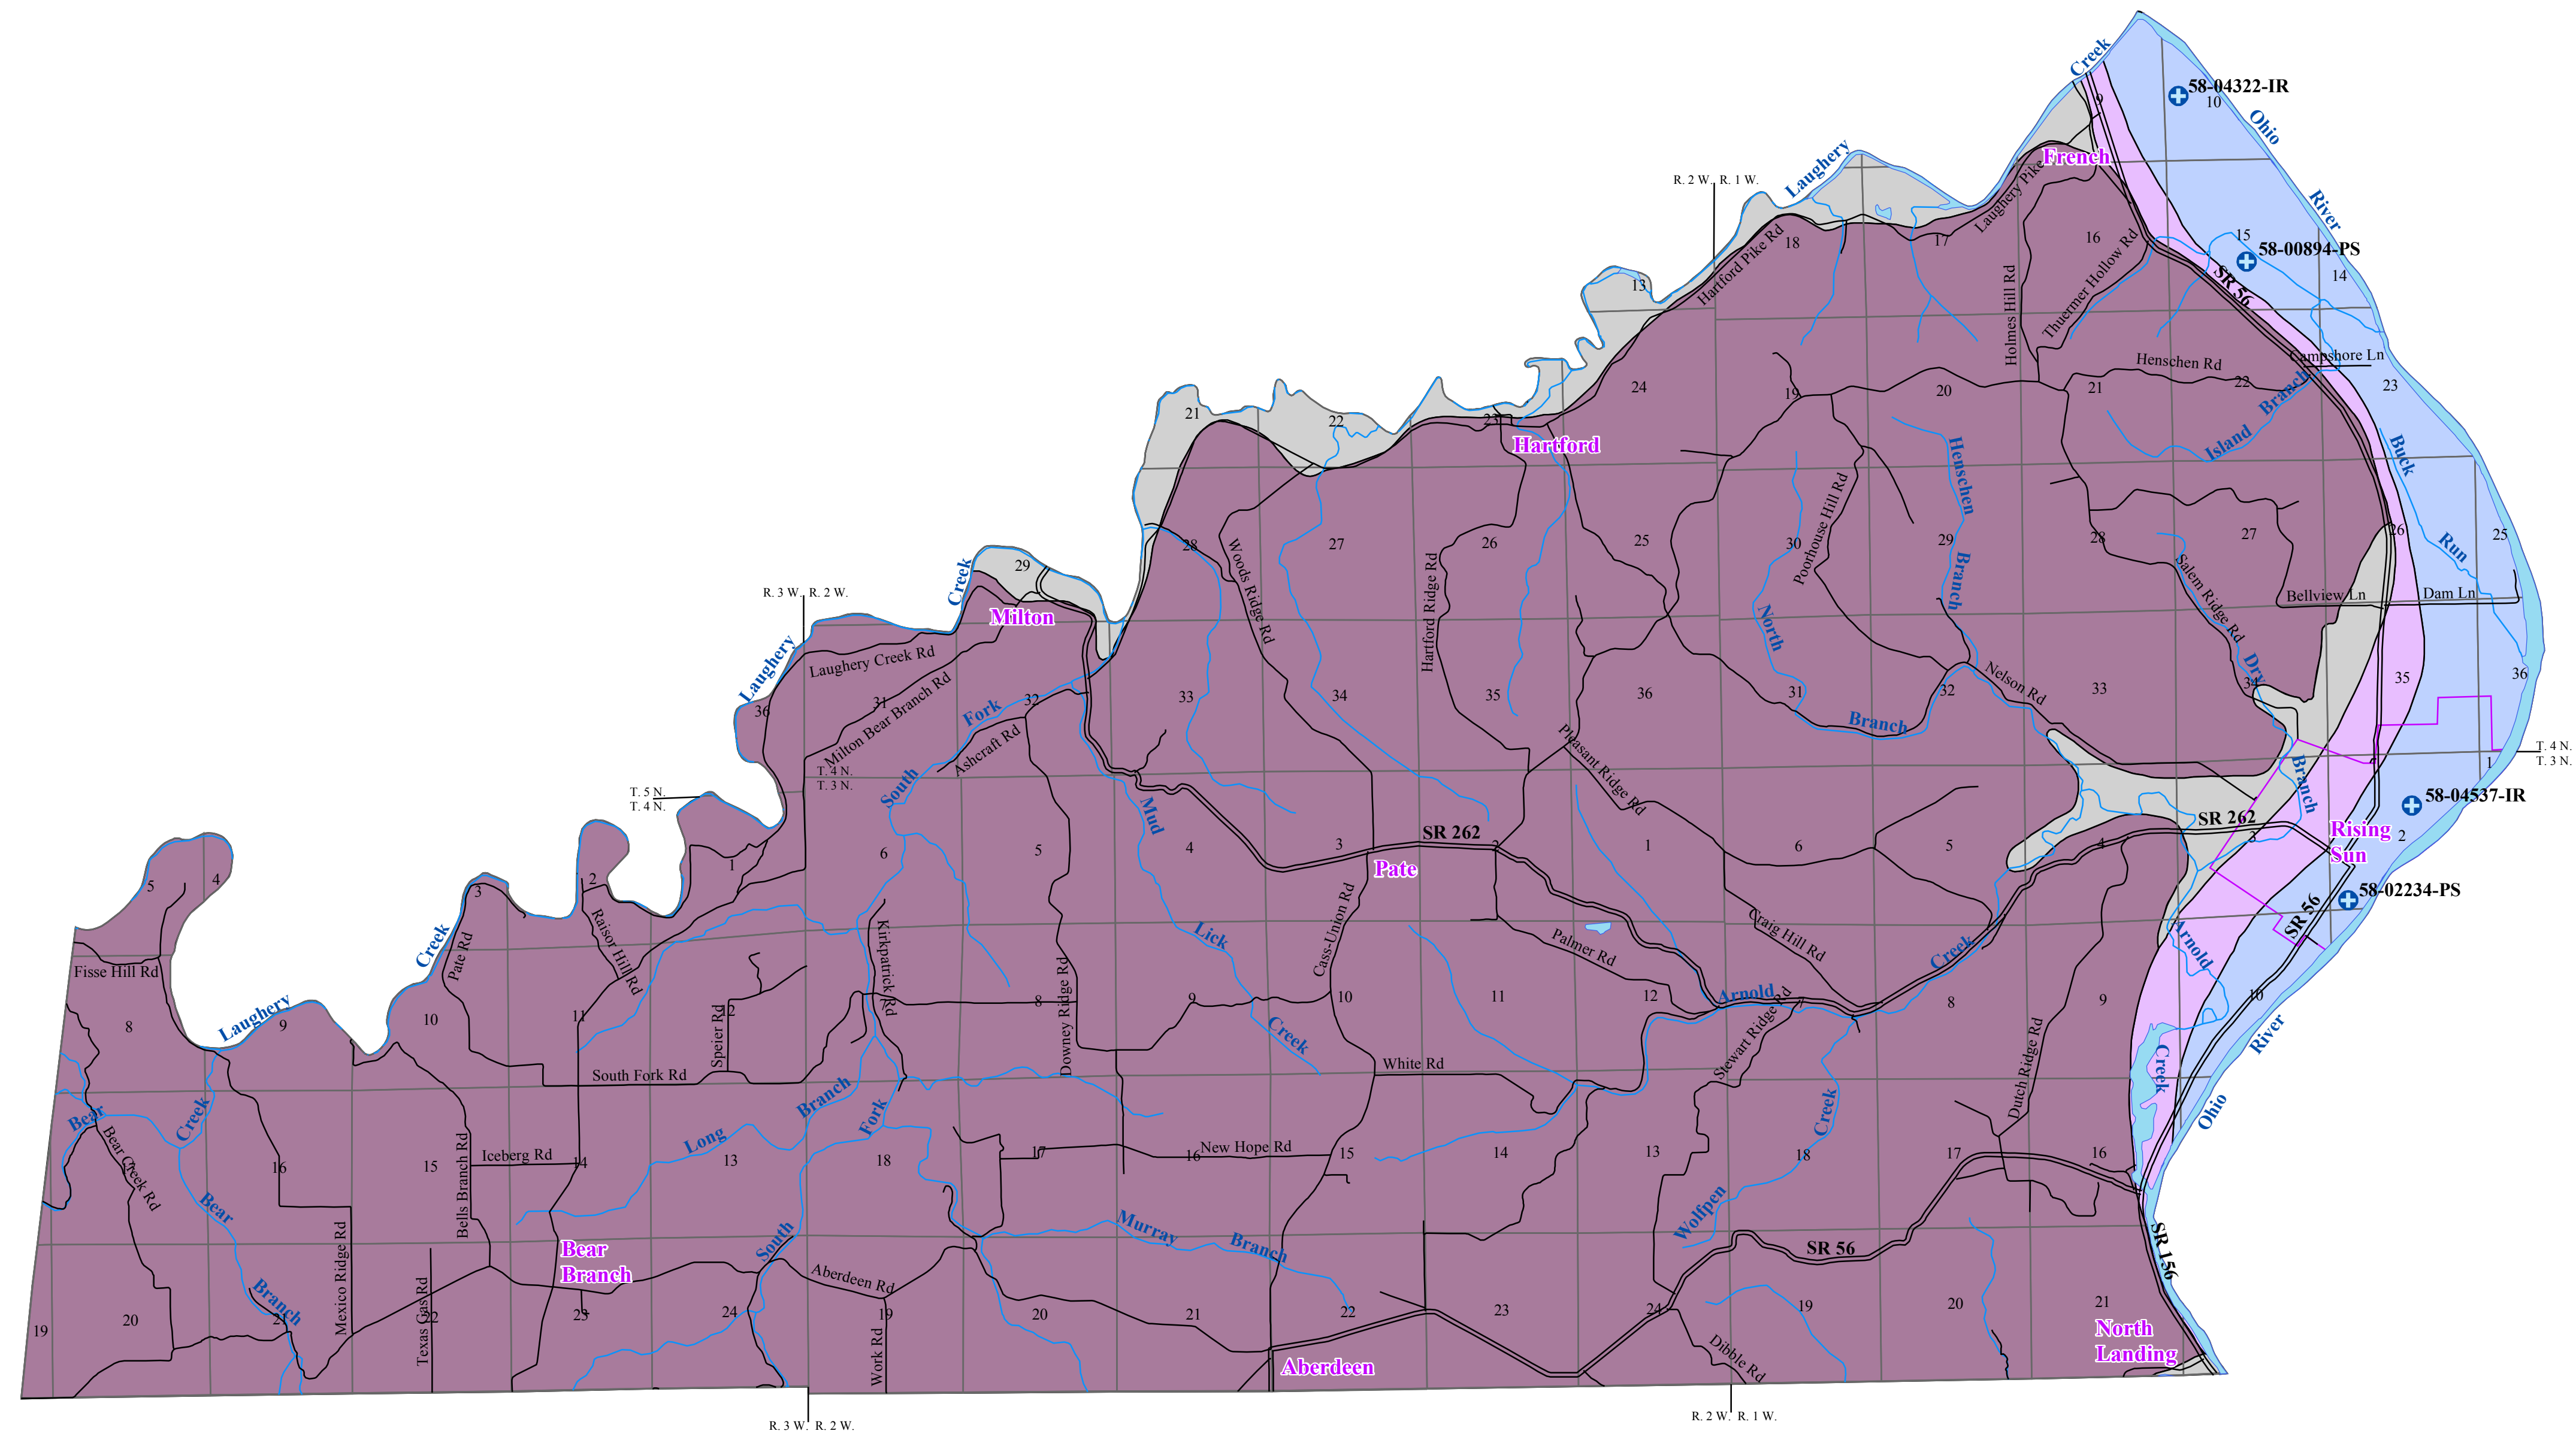 Creek
58-04322-IR
9
10
Ohio
French
Laughery
Laughery Pike
R. 2 W.
R. 1 W.
River
18
17
16
15
58-00894-PS
Hartford Pike Rd
Thuermer Hollow Rd
Holmes Hill Rd
SR 56
14
13
Campshore Ln
Henschen Rd
24
19
20
21
22
23
Branch
Island
21
22
23
Hartford
Henschen
Buck
Run
Poorhouse Hill Rd
28
27
26
25
30
29
28
27
26
25
Woods Ridge Rd
Hartford Ridge Rd
Branch
Salem Ridge Rd
Bellview Ln
Dam Ln
Creek
29
Milton
R. 3 W.
R. 2 W.
North
Laughery
Laughery Creek Rd
36
31
Milton Bear Branch Rd
Fork
32
33
34
35
36
31
32
Nelson Rd
33
34
Dry
35
36
Branch
Ashcraft Rd
South
Pleasant Ridge Rd
T. 4 N.
T. 3 N.
T. 4 N.
T. 3 N.
T. 5 N.
T. 4 N.
Branch
1
58-04537-IR
Mud
SR 262
SR 262
Rising
Sun
5
4
3
2
1
6
5
4
3
2
1
6
5
4
3
2
Pate
58-02234-PS
SR 56
Creek
Pate Rd
Raisor Hill Rd
Kirkpatrick Rd
Lick
Cass-Union Rd
Palmer Rd
Craig Hill Rd
Creek
Arnold
Fisse Hill Rd
Laughery
8
9
10
11
12
Speier Rd
Downey Ridge Rd
8
9
10
11
12
Arnold
7
8
9
10
Creek
Stewart Ridge Rd
Dutch Ridge Rd
River
Creek
Ohio
South Fork Rd
White Rd
Bear
Creek
Branch
Fork
Creek
Long
Bear Creek Rd
Bells Branch Rd
Iceberg Rd
New Hope Rd
16
15
14
13
18
17
16
15
14
13
18
17
16
Bear
Murray
Branch
Wolfpen
South
SR 56
SR 156
Bear
Branch
Aberdeen Rd
Mexico Ridge Rd
Texas Gas Rd
Branch
19
20
21
22
23
24
19
20
21
22
23
24
19
20
21
Work Rd
Dibble Rd
North
Landing
Aberdeen
R. 3 W.
R. 2 W.
R. 2 W.
R. 1 W.